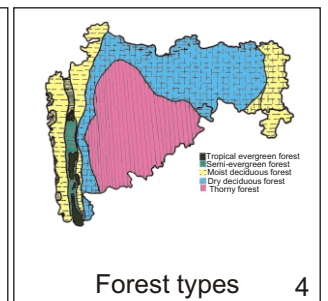 Tropical evergreen forest
Semi-evergreen forest
Moist deciduous forest
Dry deciduous forest
Thorny forest
Forest types 4